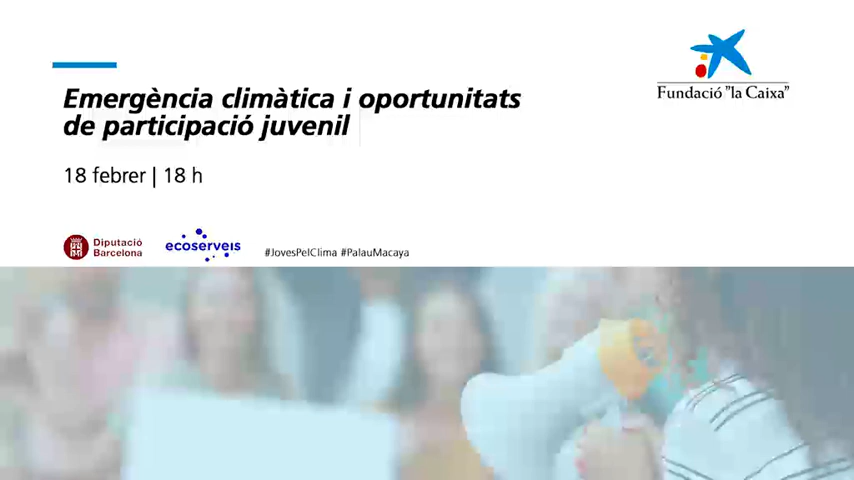 Emergència climàtica i oportunitats
de participació juvenil
18 febrer | 18 h
Fundació "la Caixa"
Diputació
Barcelona
ecoserveis
#JovesPelClima #PalauMacaya